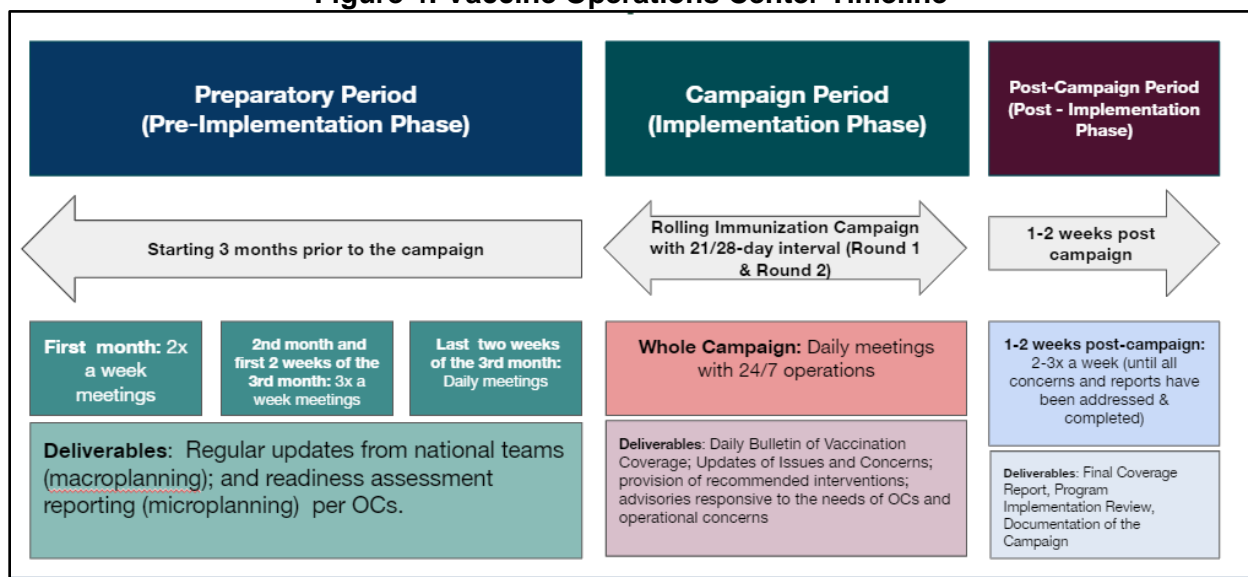 Figure 1. Vaccine Operations Center Timeline
Preparatory Period
(Pre-Implementation Phase)
Campaign Period
(Implementation Phase)
Post-Campaign Period
(Post - Implementation
Phase)
Starting 3 months prior to the campaign
Rolling Immunization Campaign
with 21/28-day interval (Round 1
& Round 2)
1-2 weeks post
campaign
First month: 2x
a week
meetings
2nd month and
first 2 weeks of the
3rd month: 3x a
week meetings
Last two weeks
of the 3rd month:
Daily meetings
Whole Campaign: Daily meetings
with 24/7 operations
1-2 weeks post-campaign:
2-3x a week (until all
concerns and reports have
been addressed &
completed)
Deliverables: Regular updates from national teams
(macroplanning); and readiness assessment
reporting (microplanning) per OCs.
Deliverables: Daily Bulletin of Vaccination
Coverage; Updates of Issues and Concerns;
provision of recommended interventions;
advisories responsive to the needs of OCs and
operational concerns
Deliverables: Final Coverage
Report, Program
Implementation Review,
Documentation of the
Campaign